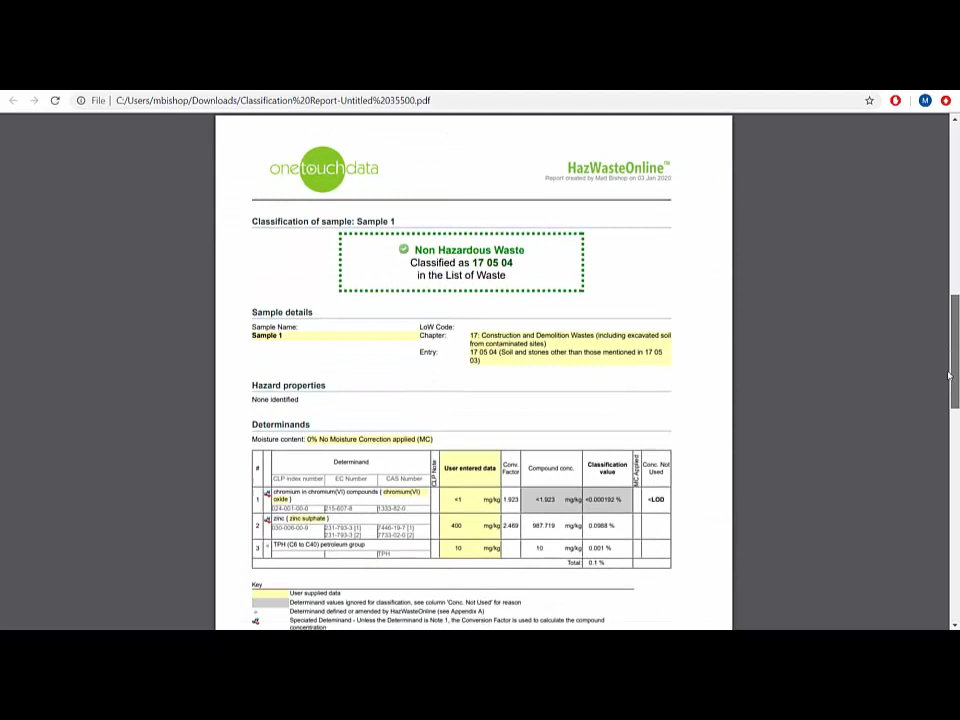 File | C:/Users/mbishop/Downloads/Classification%20Report-Untitled%2035500.pdf
M
onetouchdata
HazWasteOnline™
Report created by Matt Bishop on 03 Jan 2020
Classification of sample: Sample 1
Non Hazardous Waste
Classified as 17 05 04
in the List of Waste
Sample details
Sample Name: LoW Code:
Sample 1 Chapter: 17: Construction and Demolition Wastes (including excavated soil
from contaminated sites)
Entry: 17 05 04 (Soil and stones other than those mentioned in 17 05
03)
Hazard properties
None identified
Determinands
Moisture content: 0% No Moisture Correction applied (MC)
# Determinand CLP Note User entered data Conv. Factor Compound conc. Classification value MC Applied Conc. Not Used
CLP index number EC Number CAS Number
1 chromium in chromium(VI) compounds { chromium(VI) oxide } <1 mg/kg 1.923 <1.923 mg/kg <0.000192 % <LOD
024-001-00-0 215-607-8 1333-82-0
2 zinc { zinc sulphate } 400 mg/kg 2.469 987.719 mg/kg 0.0988 %
030-006-00-9 231-793-3 [1] 7446-19-7 [1]
231-793-3 [2] 7733-02-0 [2]
3 TPH (C6 to C40) petroleum group 10 mg/kg 10 mg/kg 0.001 %
TPH
Total: 0.1 %
Key
User supplied data
Determinand values ignored for classification, see column 'Conc. Not Used' for reason
Determinand defined or amended by HazWasteOnline (see Appendix A)
Speciated Determinand - Unless the Determinand is Note 1, the Conversion Factor is used to calculate the compound
concentration